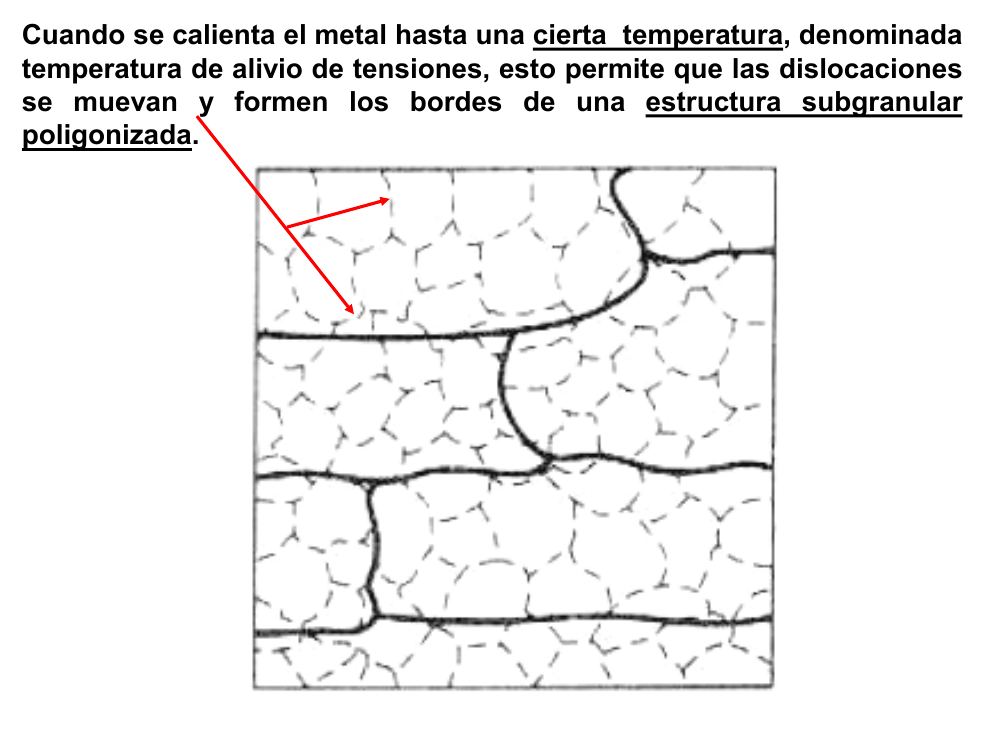 Cuando se calienta el metal hasta una cierta temperatura, denominada
temperatura de alivio de tensiones, esto permite que las dislocaciones
se muevan y formen los bordes de una estructura subgranular
poligonizada.